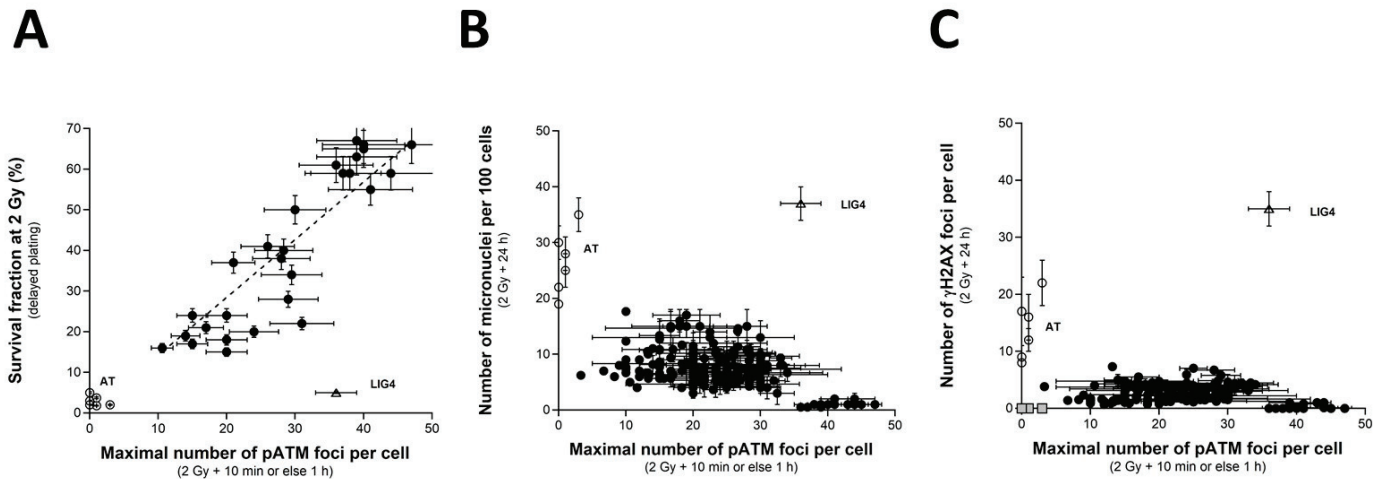 A
B
C
Survival fraction at 2 Gy (%)
(delayed plating)
70
60
50
40
30
20
10
0
AT
LIG4
0 10 20 30 40 50
Maximal number of pATM foci per cell
(2 Gy + 10 min or else 1 h)
Number of micronuclei per 100 cells
(2 Gy + 24 h)
50
40
30
20
10
0
AT
LIG4
0 10 20 30 40 50
Maximal number of pATM foci per cell
(2 Gy + 10 min or else 1 h)
Number of γH2AX foci per cell
(2 Gy + 24 h)
50
40
30
20
10
0
AT
LIG4
0 10 20 30 40 50
Maximal number of pATM foci per cell
(2 Gy + 10 min or else 1 h)